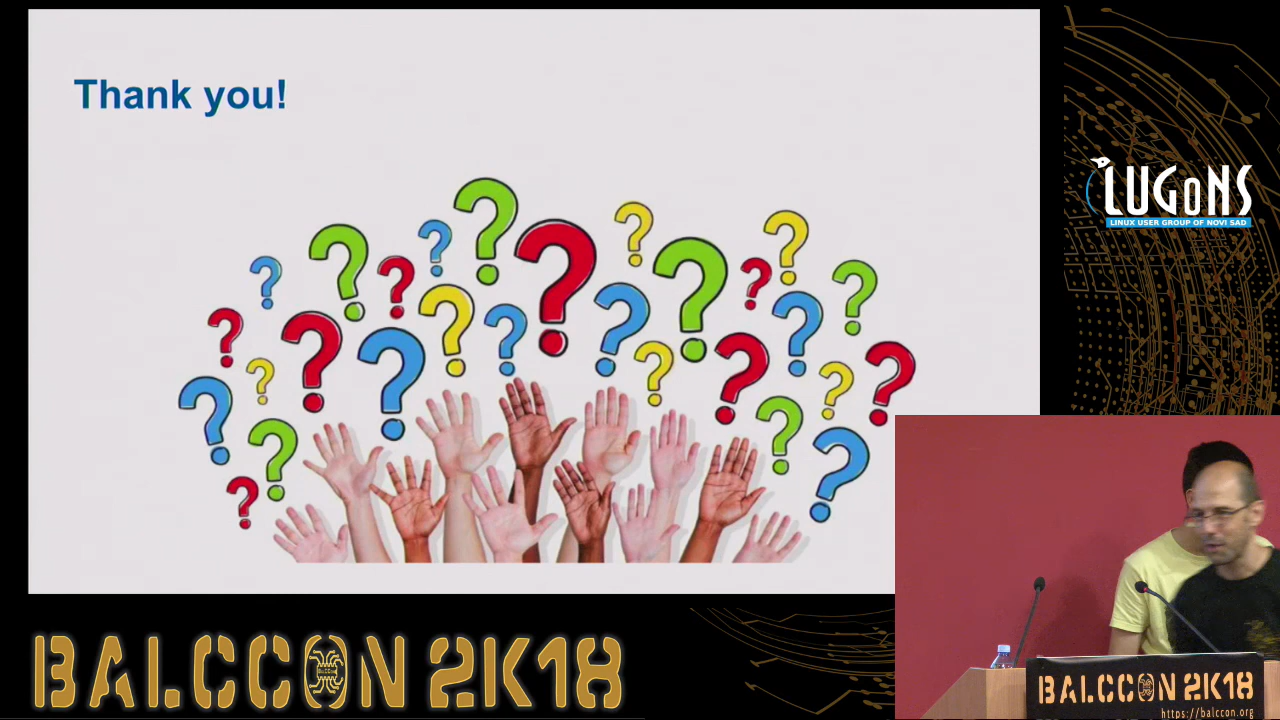 Thank you!
LUGoNS
LINUX USER GROUP OF NOVI SAD
BALCCON 2K18
BALCCON 2K18
https://balccon.org